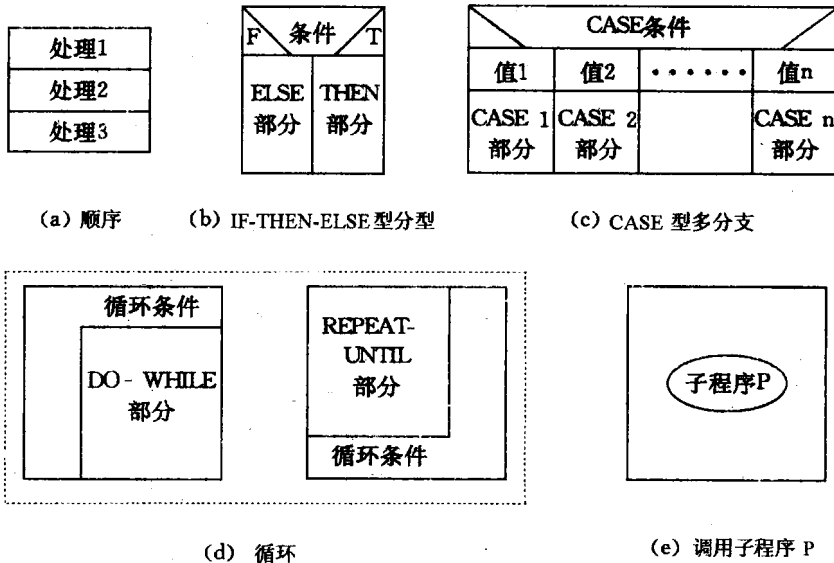 处理1
处理2
处理3
(a) 顺序
F 条件 T
ELSE THEN
部分 部分
(b) IF-THEN-ELSE型分型
CASE条件
值1 值2 ······ 值n
CASE 1 CASE 2 CASE n
部分 部分 部分
(c) CASE 型多分支
循环条件
DO - WHILE
部分
REPEAT-
UNTIL
部分
循环条件
(d) 循环
子程序P
(e) 调用子程序 P